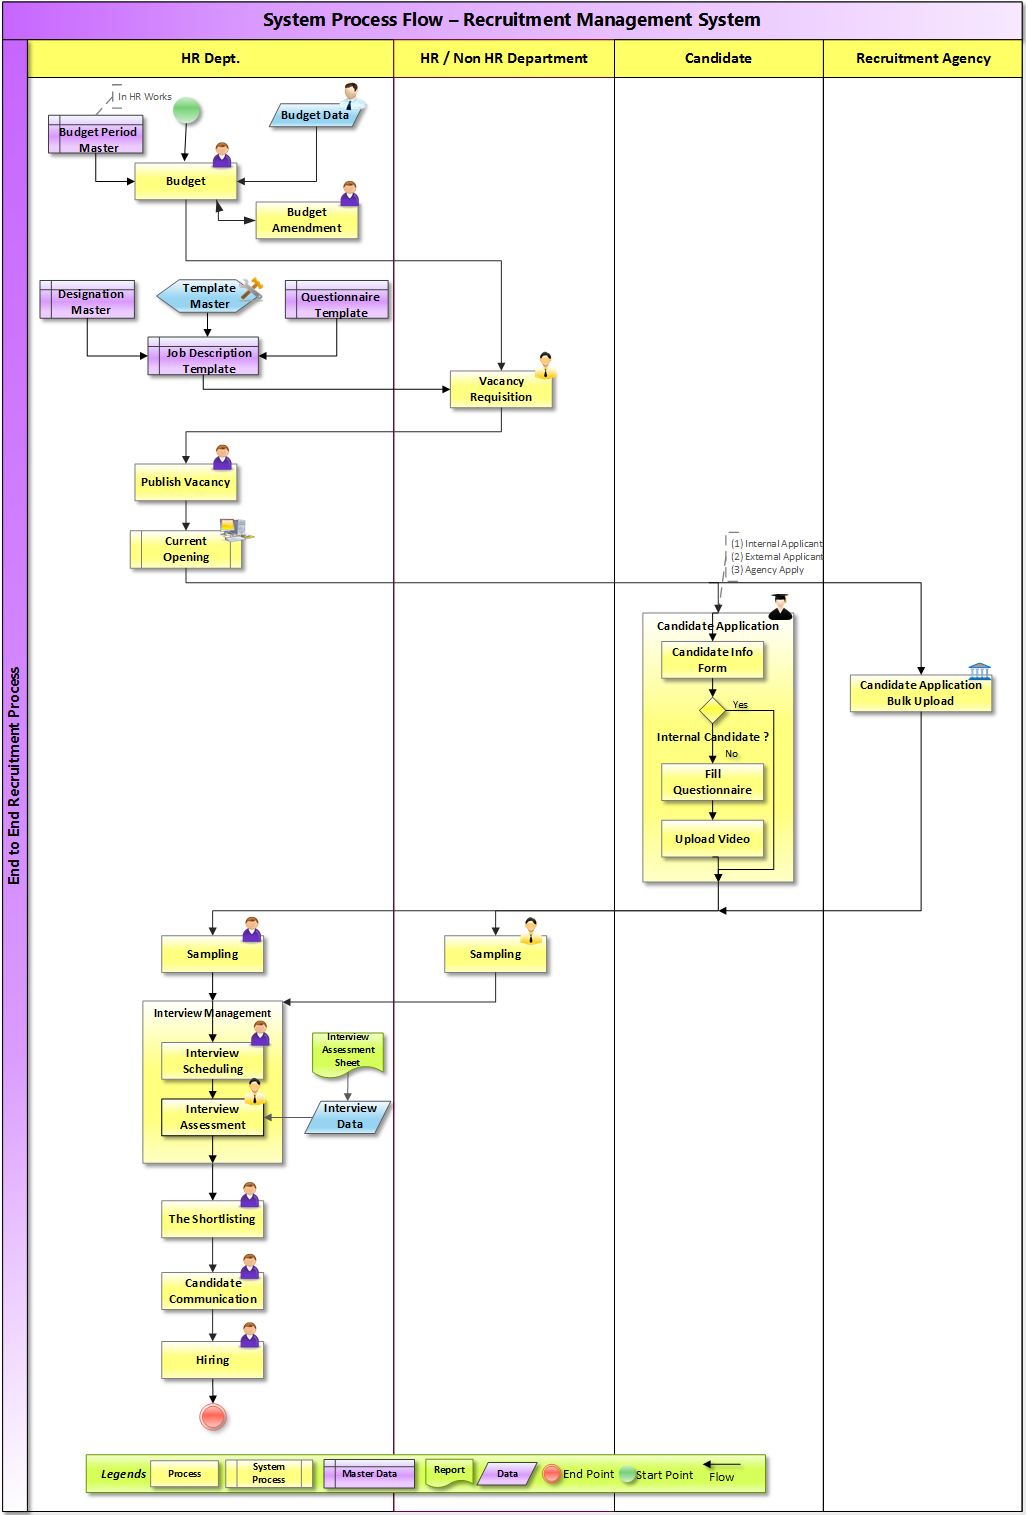 System Process Flow – Recruitment Management System
End to End Recruitment Process
HR Dept.
HR / Non HR Department
Candidate
Recruitment Agency
In HR Works
Budget Period
Master
Budget Data
Budget
Budget
Amendment
Designation
Master
Template
Master
Questionnaire
Template
Job Description
Template
Vacancy
Requisition
Publish Vacancy
Current
Opening
(1) Internal Applicant
(2) External Applicant
(3) Agency Apply
Candidate Application
Candidate Info
Form
Yes
Internal Candidate ?
No
Fill
Questionnaire
Upload Video
Candidate Application
Bulk Upload
Sampling
Sampling
Interview Management
Interview
Scheduling
Interview
Assessment
Interview
Assessment
Sheet
Interview
Data
The Shortlisting
Candidate
Communication
Hiring
Legends
Process
System
Process
Master Data
Report
Data
End Point
Start Point
Flow